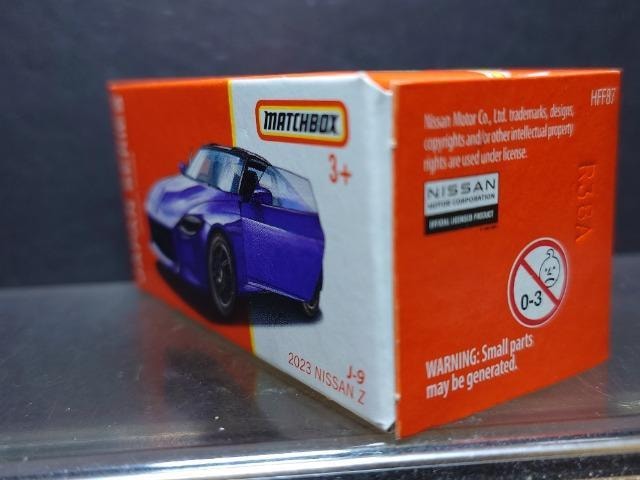 MATCHBOX
3+
J-9
2023 NISSAN Z
HFF87
Nissan Motor Co., Ltd. trademarks, designs,
copyrights and/or other intellectual property
rights are used under license.
NISSAN
MOTOR CORPORATION
OFFICIAL LICENSED PRODUCT
R38A
0-3
WARNING: Small parts
may be generated.